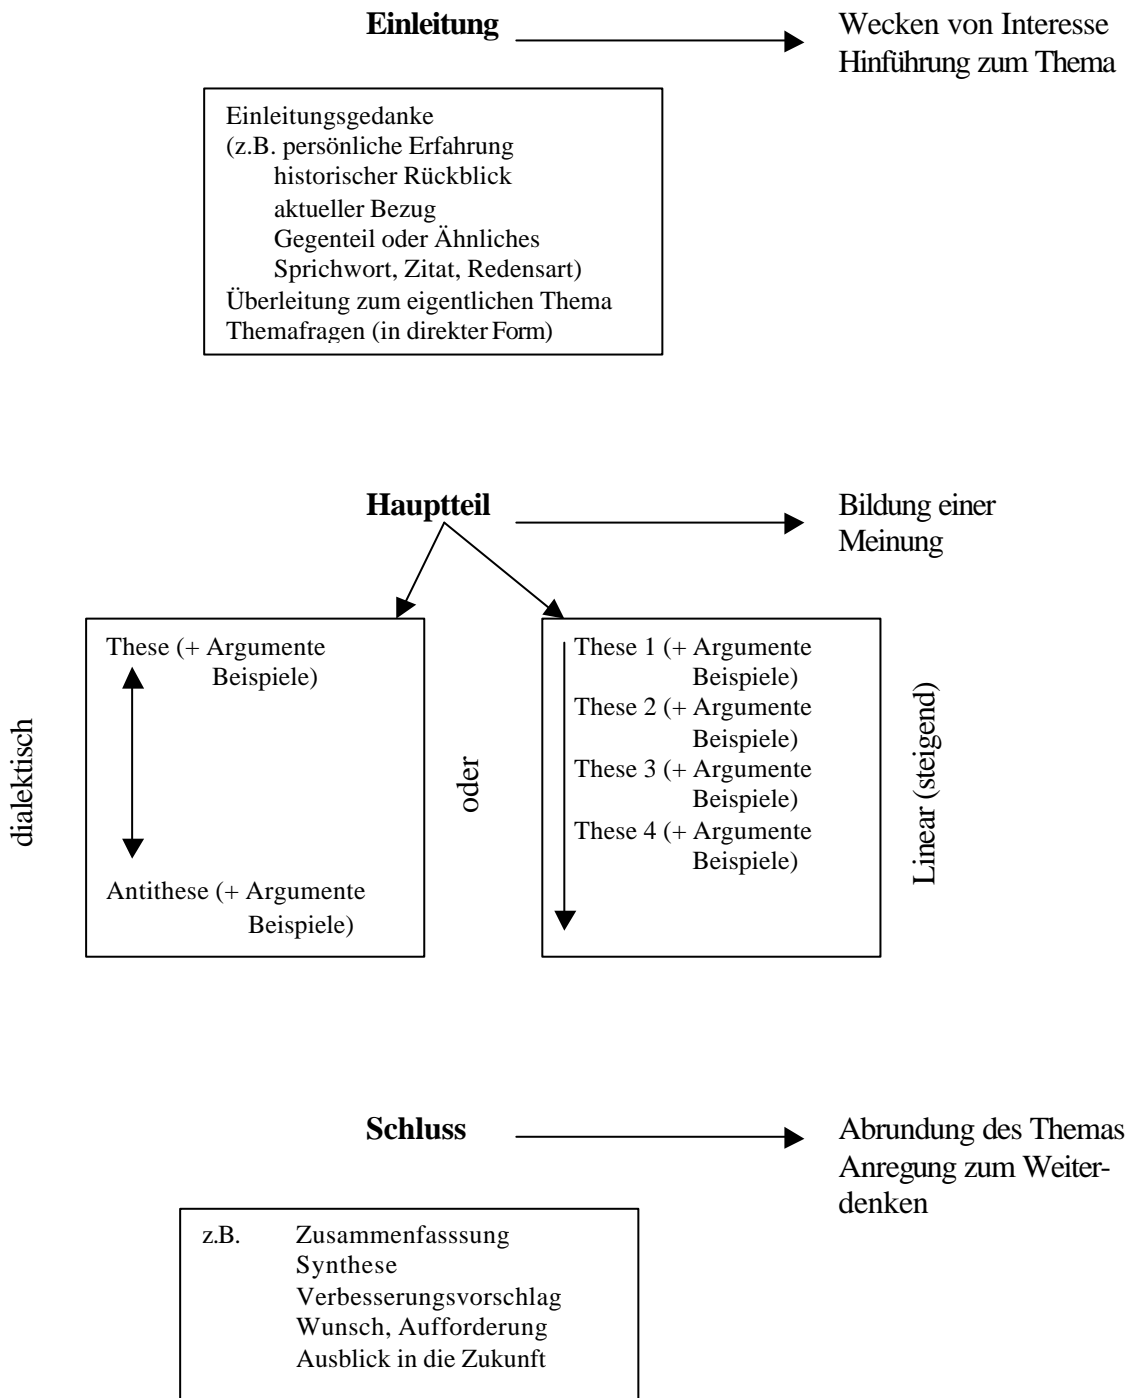 Einleitung
Wecken von Interesse
Hinführung zum Thema
Einleitungsgedanke
(z.B. persönliche Erfahrung
historischer Rückblick
aktueller Bezug
Gegenteil oder Ähnliches
Sprichwort, Zitat, Redensart)
Überleitung zum eigentlichen Thema
Themafragen (in direkter Form)
Hauptteil
Bildung einer
Meinung
dialektisch
These (+ Argumente
Beispiele)
Antithese (+ Argumente
Beispiele)
oder
These 1 (+ Argumente
Beispiele)
These 2 (+ Argumente
Beispiele)
These 3 (+ Argumente
Beispiele)
These 4 (+ Argumente
Beispiele)
Linear (steigend)
Schluss
Abrundung des Themas
Anregung zum Weiter-
denken
z.B. Zusammenfasssung
Synthese
Verbesserungsvorschlag
Wunsch, Aufforderung
Ausblick in die Zukunft